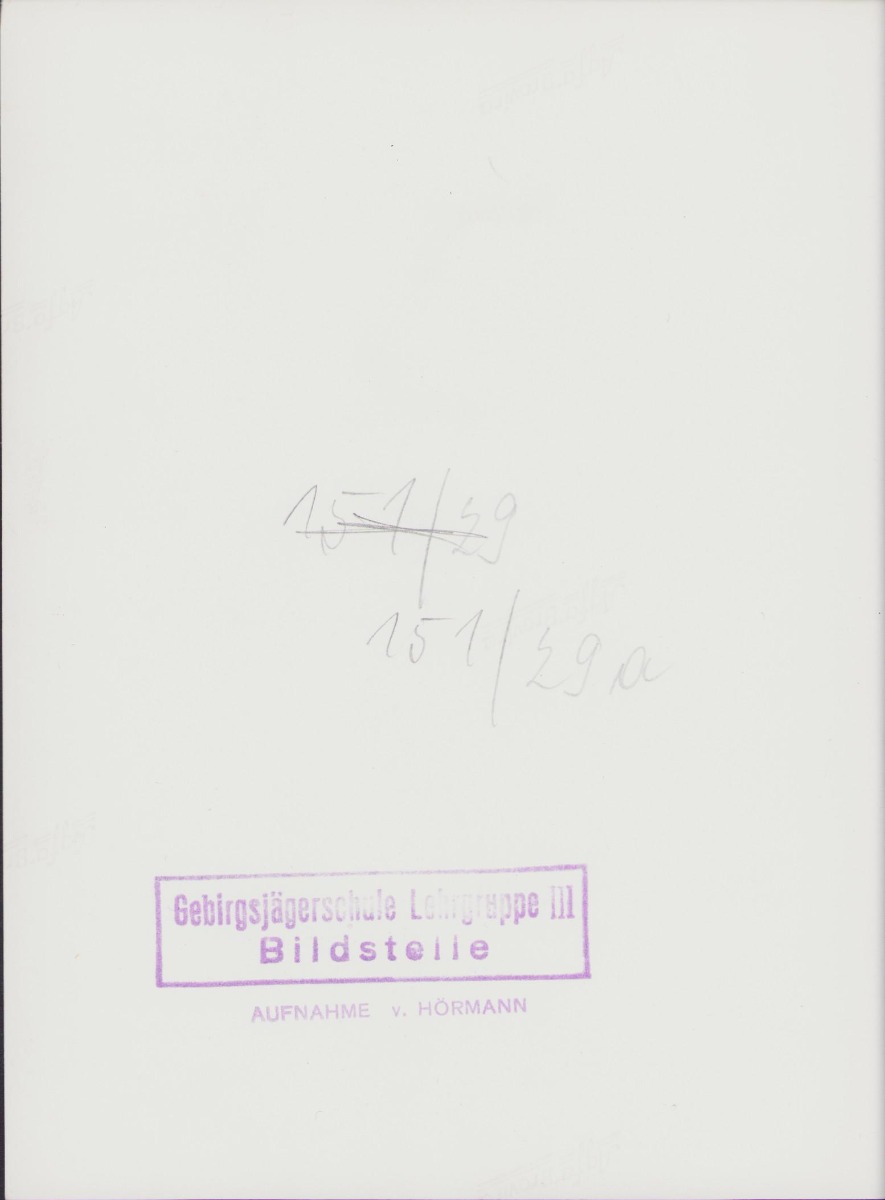 151/29
151/29a
Gebirgsjägerschule Lehrgruppe III
Bildstelle
AUFNAHME v. HÖRMANN